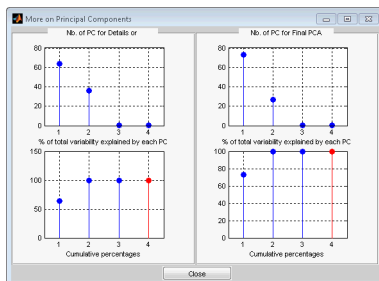 More on Principal Components
Nb. of PC for Details or
80
60
40
20
0
1 2 3 4
% of total variability explained by each PC
150
100
50
0
1 2 3 4
Cumulative percentages
Nb. of PC for Final PCA
80
60
40
20
0
1 2 3 4
% of total variability explained by each PC
100
80
60
40
20
0
1 2 3 4
Cumulative percentages
Close